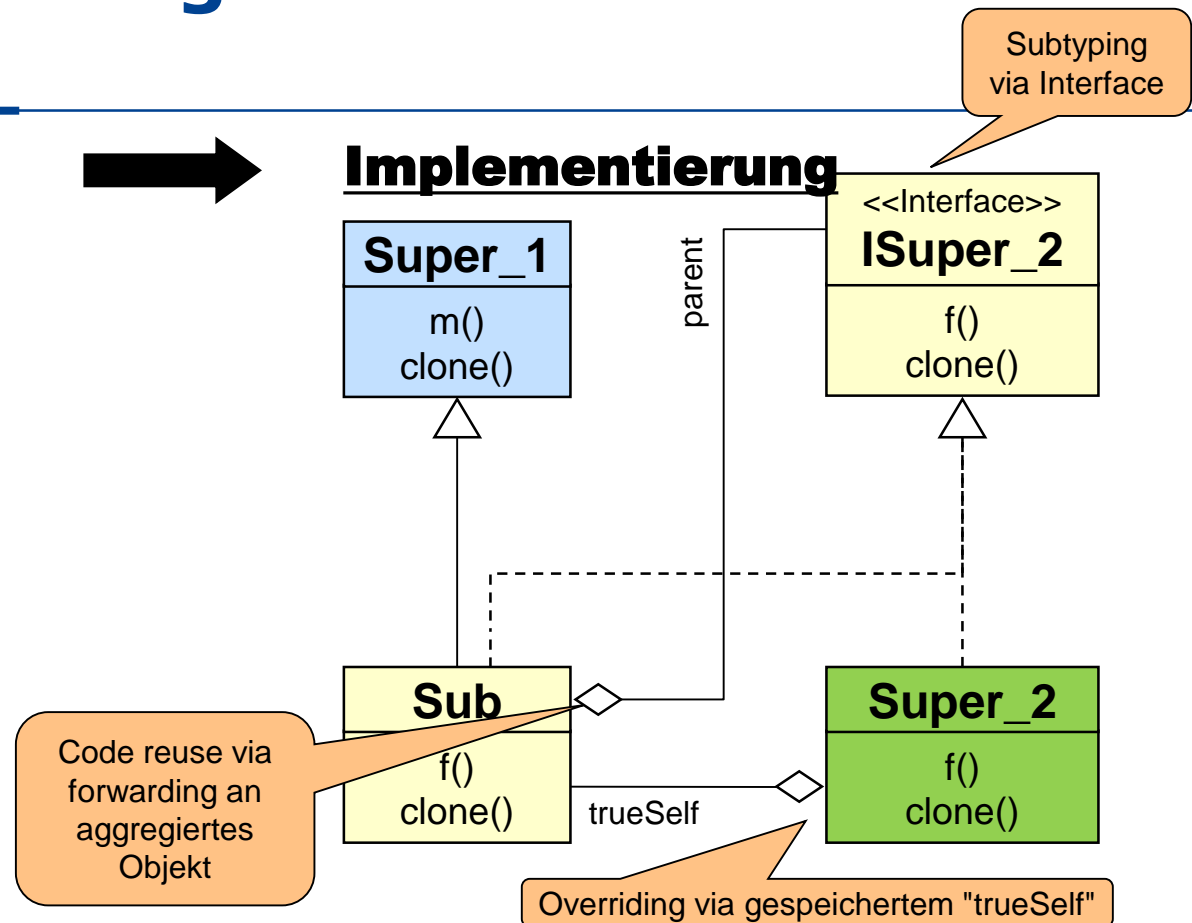 g
Subtyping
via Interface
Implementierung
Super_1
m()
clone()
parent
<<Interface>>
ISuper_2
f()
clone()
Sub
f()
clone()
trueSelf
Super_2
f()
clone()
Code reuse via
forwarding an
aggregiertes
Objekt
Overriding via gespeichertem "trueSelf"